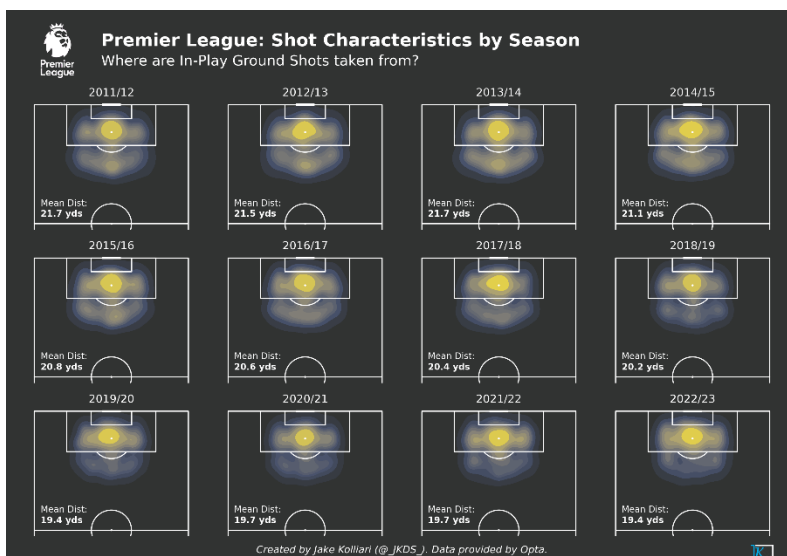 Premier League: Shot Characteristics by Season
Where are In-Play Ground Shots taken from?
Premier
League
2011/12
2012/13
2013/14
2014/15
Mean Dist:
21.7 yds
Mean Dist:
21.5 yds
Mean Dist:
21.7 yds
Mean Dist:
21.1 yds
2015/16
2016/17
2017/18
2018/19
Mean Dist:
20.8 yds
Mean Dist:
20.6 yds
Mean Dist:
20.4 yds
Mean Dist:
20.2 yds
2019/20
2020/21
2021/22
2022/23
Mean Dist:
19.4 yds
Mean Dist:
19.7 yds
Mean Dist:
19.7 yds
Mean Dist:
19.4 yds
Created by Jake Kolliari (@_JKDS_). Data provided by Opta.